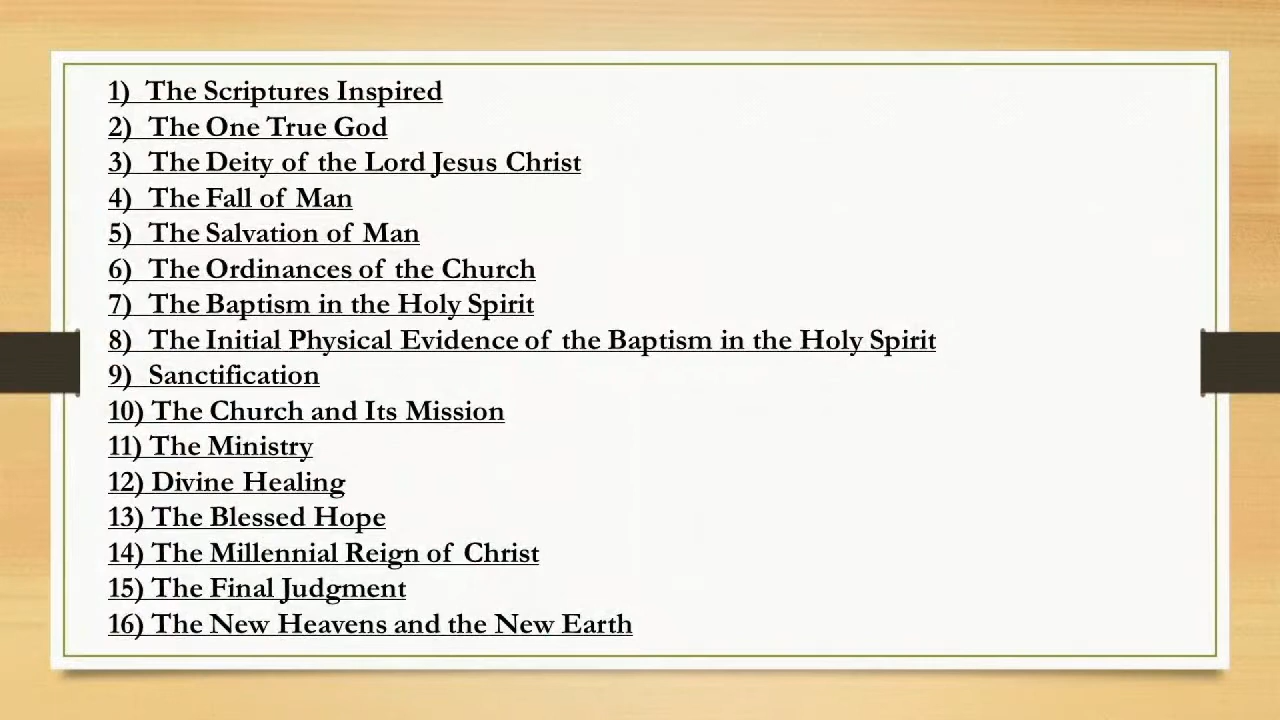 1) The Scriptures Inspired
2) The One True God
3) The Deity of the Lord Jesus Christ
4) The Fall of Man
5) The Salvation of Man
6) The Ordinances of the Church
7) The Baptism in the Holy Spirit
8) The Initial Physical Evidence of the Baptism in the Holy Spirit
9) Sanctification
10) The Church and Its Mission
11) The Ministry
12) Divine Healing
13) The Blessed Hope
14) The Millennial Reign of Christ
15) The Final Judgment
16) The New Heavens and the New Earth